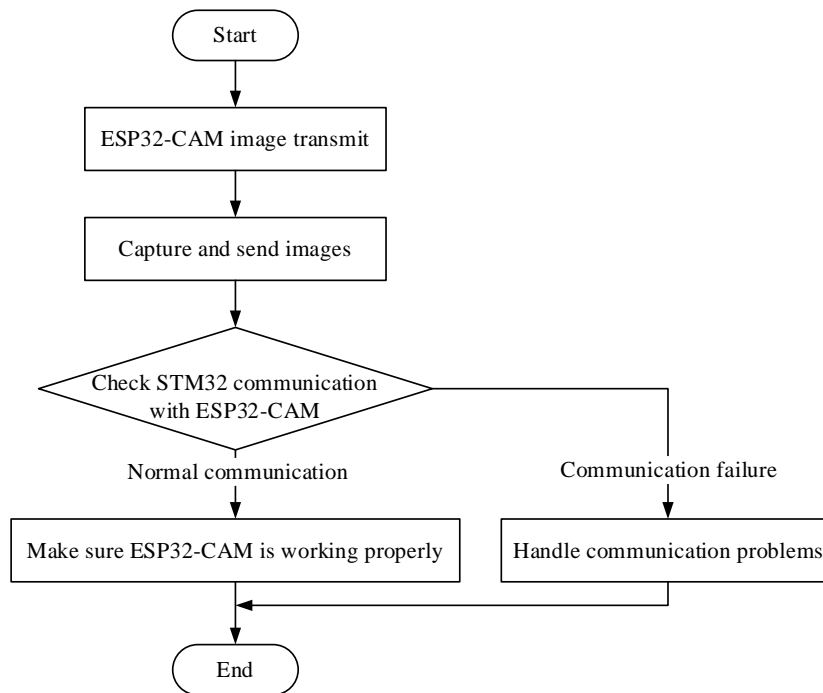 Start
ESP32-CAM image transmit
Capture and send images
Check STM32 communication
with ESP32-CAM
Normal communication
Communication failure
Make sure ESP32-CAM is working properly
Handle communication problems
End